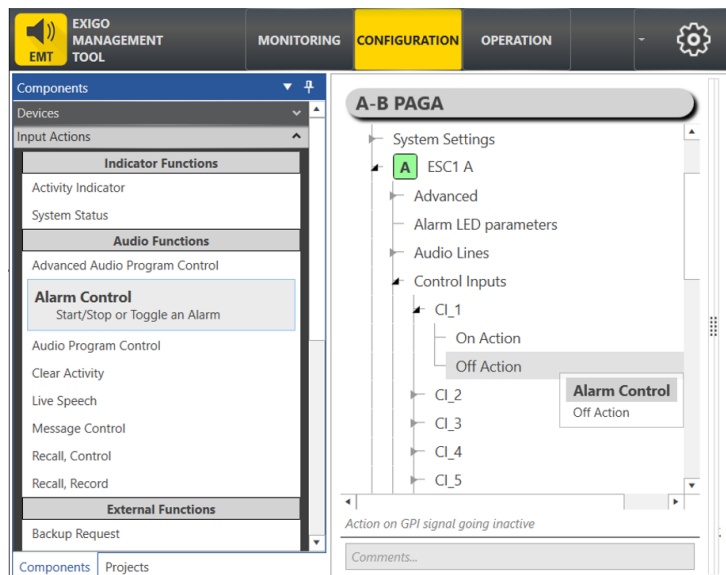 EMT
EXIGO
MANAGEMENT
TOOL
MONITORING
CONFIGURATION
OPERATION
Components
Devices
Input Actions
Indicator Functions
Activity Indicator
System Status
Audio Functions
Advanced Audio Program Control
Alarm Control
Start/Stop or Toggle an Alarm
Audio Program Control
Clear Activity
Live Speech
Message Control
Recall, Control
Recall, Record
External Functions
Backup Request
Components
Projects
A-B PAGA
System Settings
A ESC1 A
Advanced
Alarm LED parameters
Audio Lines
Control Inputs
CI_1
On Action
Off Action
Alarm Control
Off Action
CI_2
CI_3
CI_4
CI_5
Action on GPI signal going inactive
Comments...